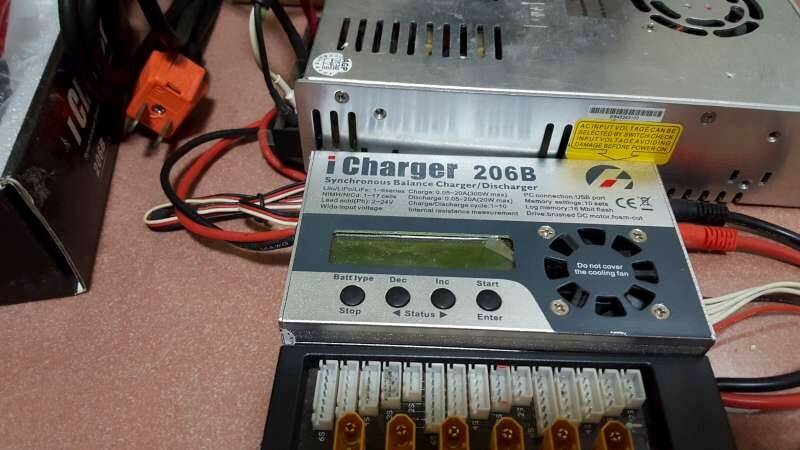 AC INPUT VOLTAGE CAN BE
SELECTED BY SWITCH.CHECK
INPUT VOLTAGE AVOIDING
DAMAGE BEFORE POWER ON
i Charger 206B
Synchronous Balance Charger/Discharger
LiIo/LiPo/LiFe: 1~6series
NiMH/NiCd: 1~17 cells
Lead acid(Pb): 2~24V
Wide input voltage
Charge: 0.05~20A(300W max)
Discharge: 0.05~20A(20W max)
Charge/Discharge cycle: 1~10
Internal resistance measurement
PC connection: USB port
Memory settings: 10 sets
Log memory: 16 Mbit flash
Drive: brushed DC motor, foam-cut
CE
Do not cover
the cooling fan
Batt type
Dec
Inc
Start
Stop
◀ Status ▶
Enter
6S